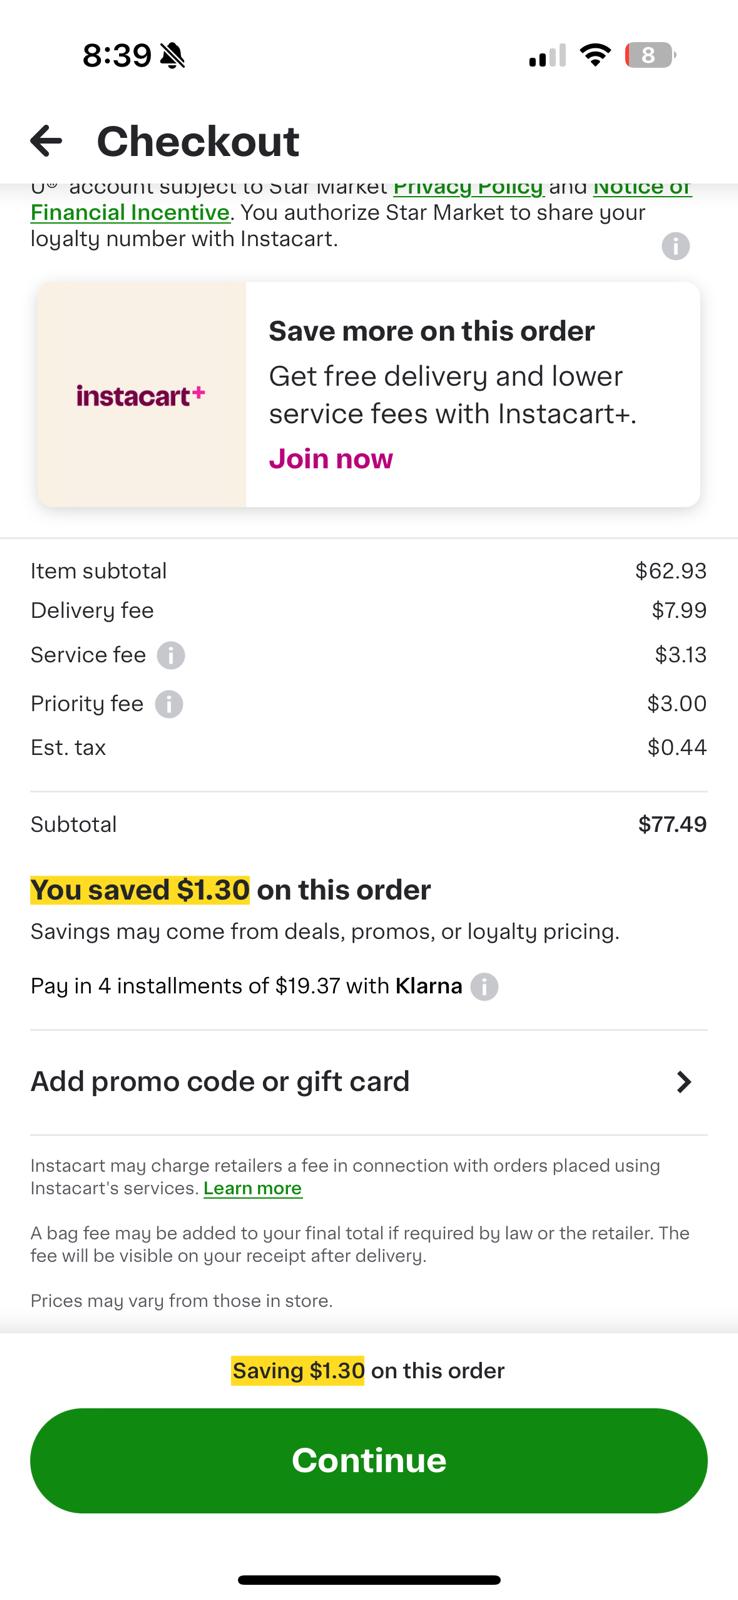 8:39
8
Checkout
U® account subject to Star Market Privacy Policy and Notice of
Financial Incentive. You authorize Star Market to share your
loyalty number with Instacart.
Save more on this order
instacart+
Get free delivery and lower
service fees with Instacart+.
Join now
Item subtotal $62.93
Delivery fee $7.99
Service fee $3.13
Priority fee $3.00
Est. tax $0.44
Subtotal $77.49
You saved $1.30 on this order
Savings may come from deals, promos, or loyalty pricing.
Pay in 4 installments of $19.37 with Klarna
Add promo code or gift card
Instacart may charge retailers a fee in connection with orders placed using
Instacart's services. Learn more
A bag fee may be added to your final total if required by law or the retailer. The
fee will be visible on your receipt after delivery.
Prices may vary from those in store.
Saving $1.30 on this order
Continue